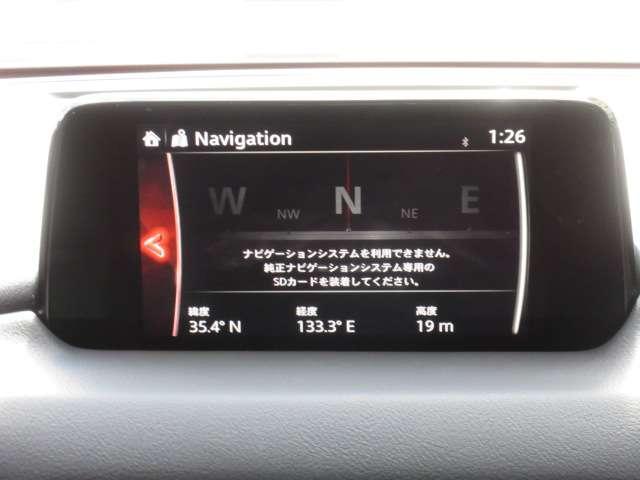 Navigation 1:26
W NW N NE E
ナビゲーションシステムを利用できません。
純正ナビゲーションシステム専用の
SDカードを装着してください。
緯度 経度 高度
35.4° N 133.3° E 19 m